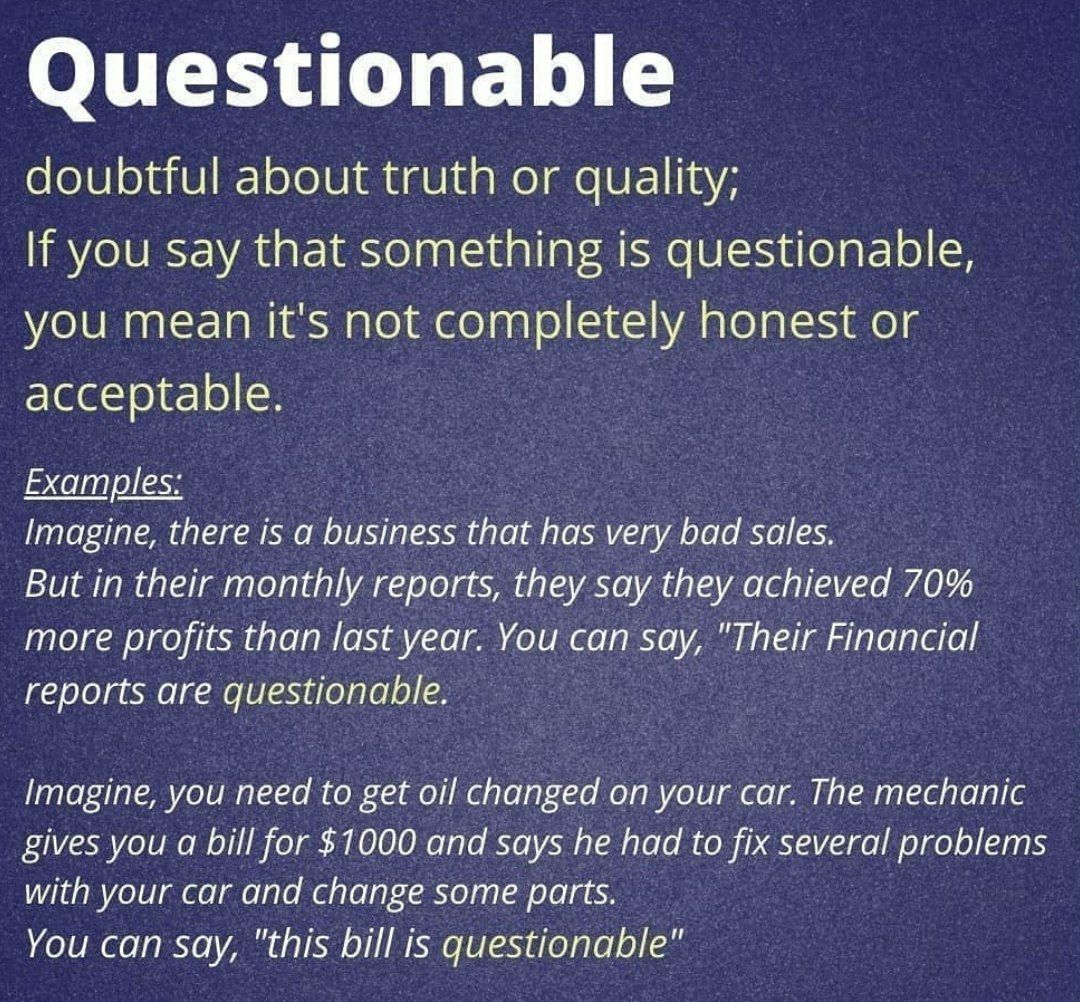 Questionable
doubtful about truth or quality;
If you say that something is questionable,
you mean it's not completely honest or
acceptable.
Examples:
Imagine, there is a business that has very bad sales.
But in their monthly reports, they say they achieved 70%
more profits than last year. You can say, "Their Financial
reports are questionable.
Imagine, you need to get oil changed on your car. The mechanic
gives you a bill for $1000 and says he had to fix several problems
with your car and change some parts.
You can say, "this bill is questionable"